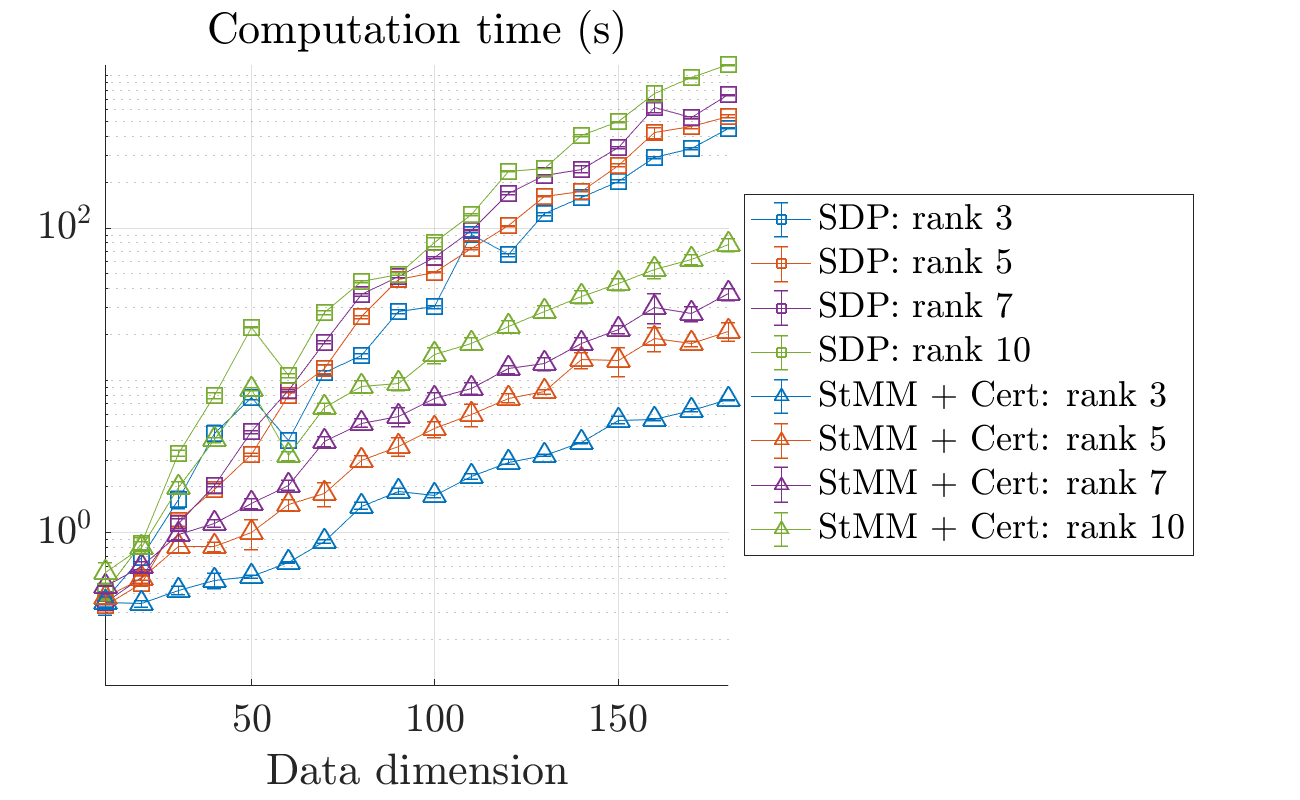 Computation time (s)
10^2
10^0
50 100 150
Data dimension
SDP: rank 3
SDP: rank 5
SDP: rank 7
SDP: rank 10
StMM + Cert: rank 3
StMM + Cert: rank 5
StMM + Cert: rank 7
StMM + Cert: rank 10